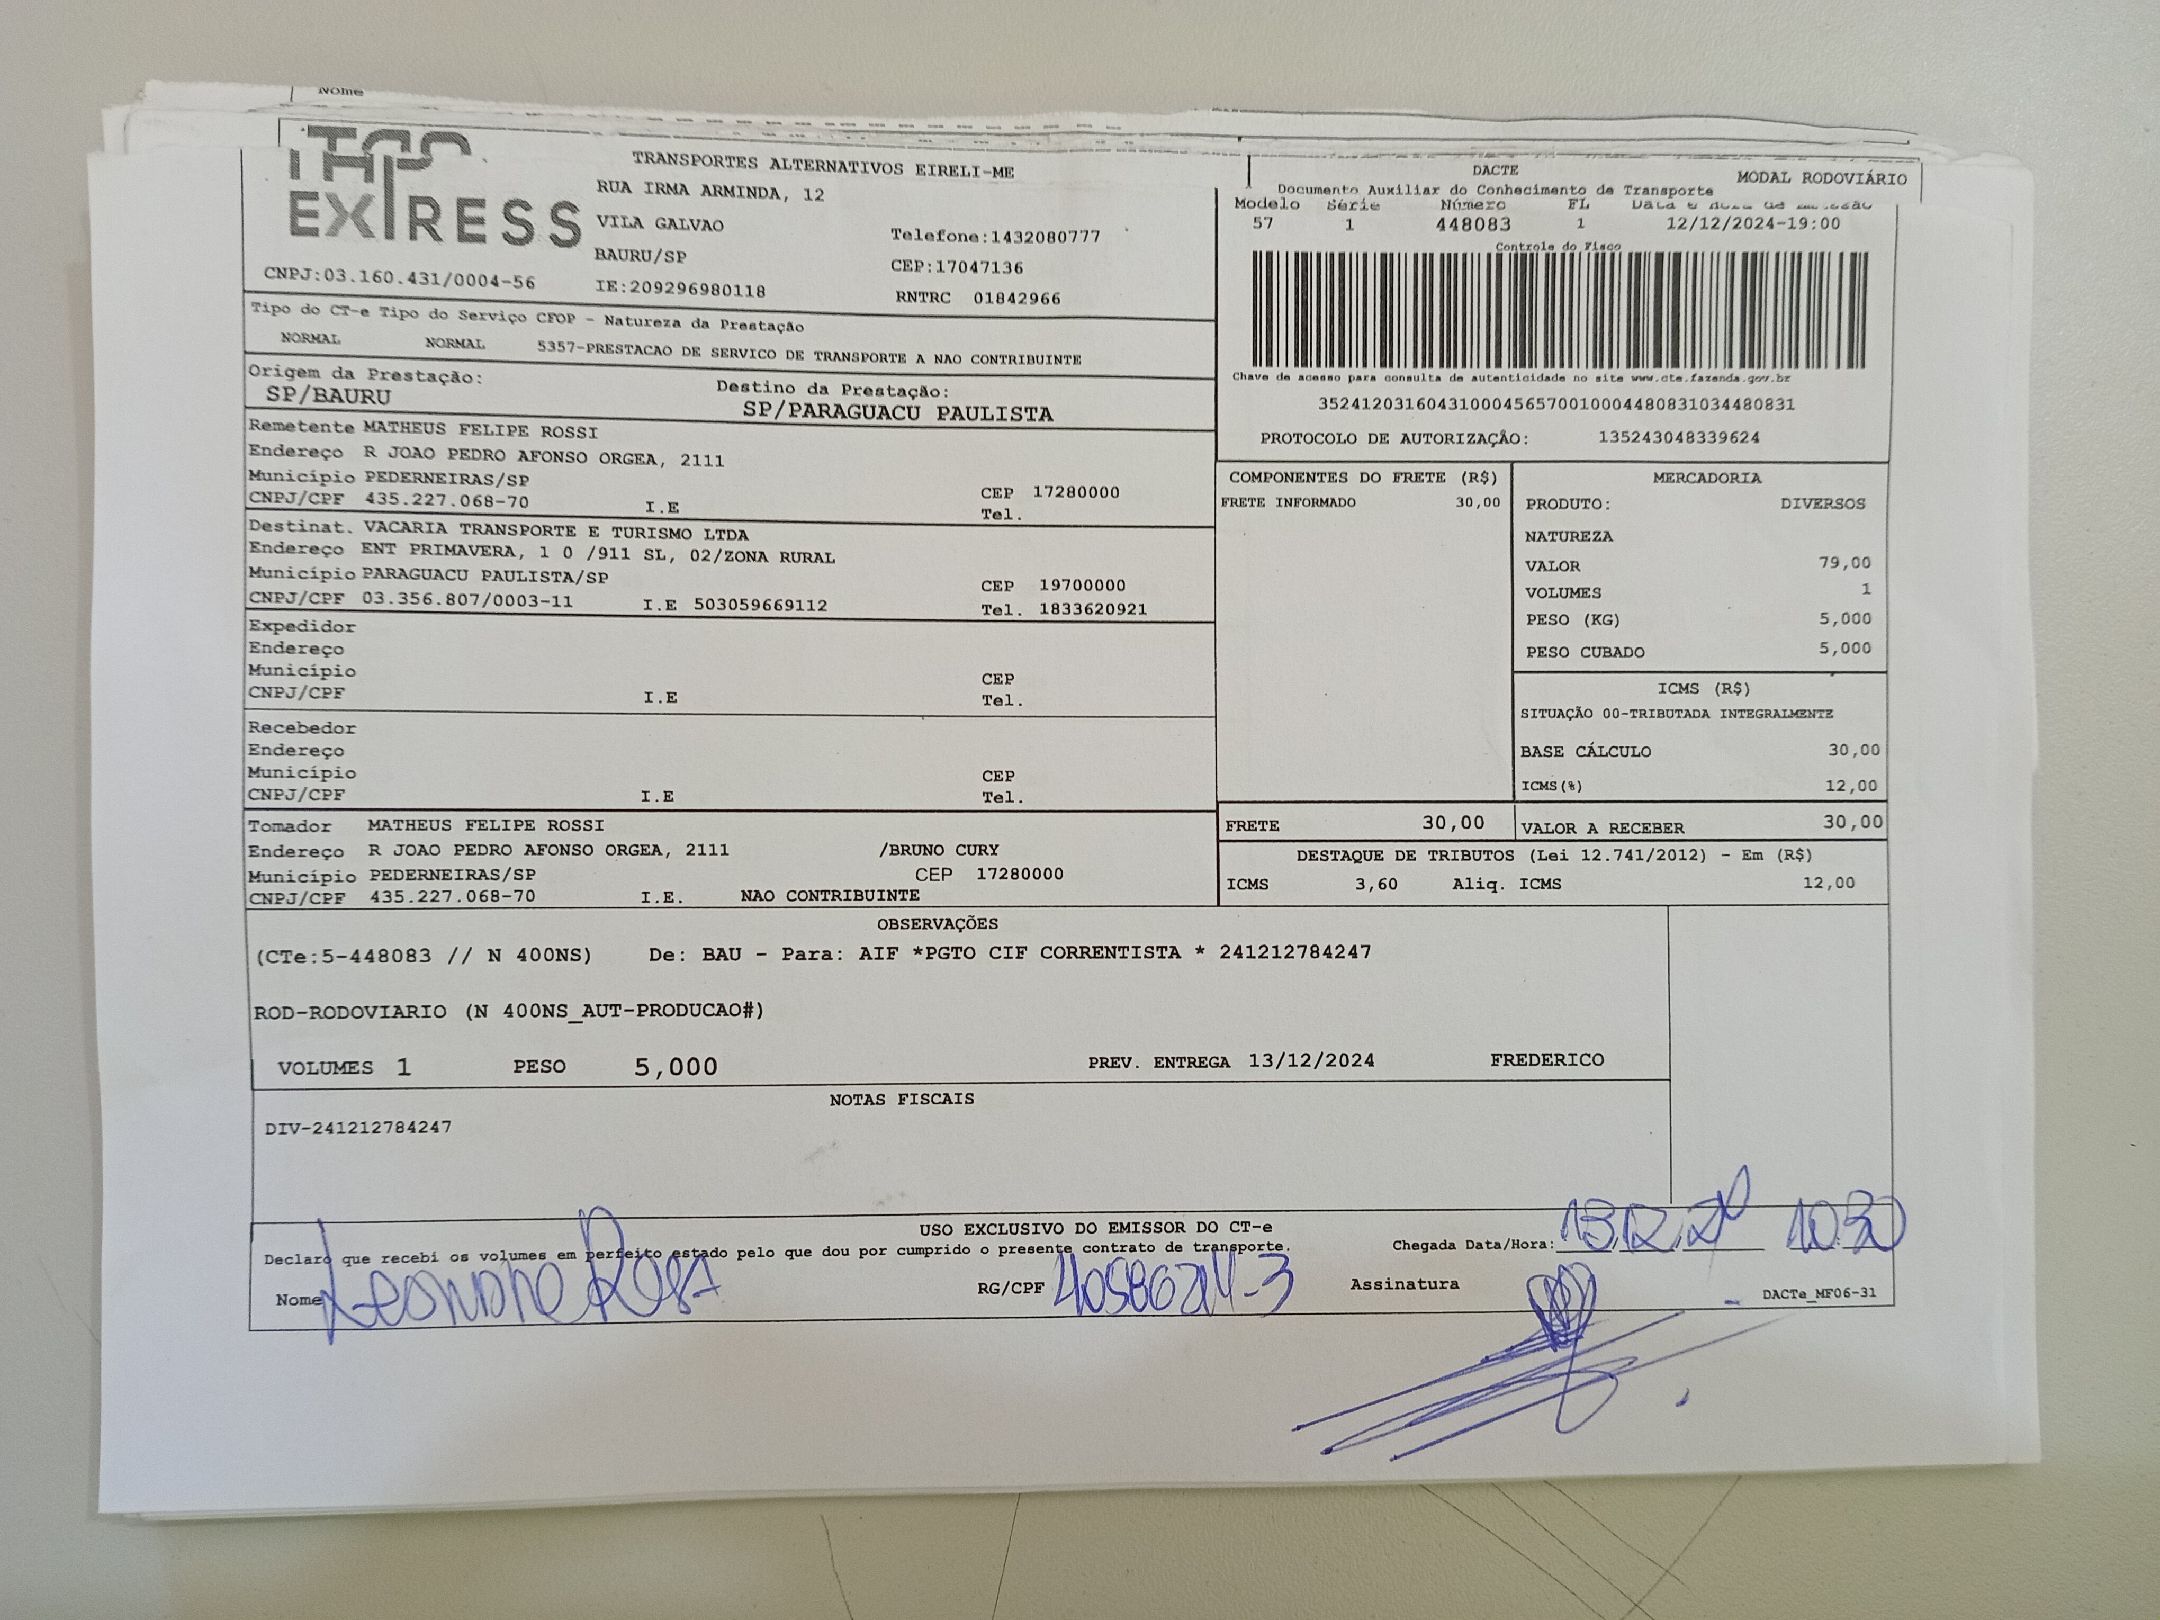 Nome
TAPS
EXPRESS
CNPJ:03.160.431/0004-56
TRANSPORTES ALTERNATIVOS EIRELI-ME
RUA IRMA ARMINDA, 12
VILA GALVAO
BAURU/SP
IE:209296980118
Telefone:1432080777
CEP:17047136
RNTRC 01842966
DACTE
MODAL RODOVIÁRIO
Documento Auxiliar do Conhecimento de Transporte
Modelo Série Número FL
57 1 448083 1 12/12/2024-19:00
Controle do Fisco
Chave de acesso para consulta de autenticidade no site www.cte.fazenda.gov.br
35241203160431000456570010004480831034480831
PROTOCOLO DE AUTORIZAÇÃO: 135243048339624
Tipo do CT-e Tipo do Serviço CFOP - Natureza da Prestação
NORMAL NORMAL 5357-PRESTACAO DE SERVICO DE TRANSPORTE A NAO CONTRIBUINTE
Origem da Prestação:
SP/BAURU
Destino da Prestação:
SP/PARAGUACU PAULISTA
Remetente MATHEUS FELIPE ROSSI
Endereço R JOAO PEDRO AFONSO ORGEA, 2111
Município PEDERNEIRAS/SP CEP 17280000
CNPJ/CPF 435.227.068-70 I.E Tel.
Destinat. VACARIA TRANSPORTE E TURISMO LTDA
Endereço ENT PRIMAVERA, 1 0 /911 SL, 02/ZONA RURAL
Município PARAGUACU PAULISTA/SP CEP 19700000
CNPJ/CPF 03.356.807/0003-11 I.E 503059669112 Tel. 1833620921
Expedidor
Endereço
Município CEP
CNPJ/CPF I.E Tel.
Recebedor
Endereço
Município CEP
CNPJ/CPF I.E Tel.
Tomador MATHEUS FELIPE ROSSI
Endereço R JOAO PEDRO AFONSO ORGEA, 2111 /BRUNO CURY
Município PEDERNEIRAS/SP CEP 17280000
CNPJ/CPF 435.227.068-70 I.E. NAO CONTRIBUINTE
COMPONENTES DO FRETE (R$)
FRETE INFORMADO 30,00
MERCADORIA
PRODUTO: DIVERSOS
NATUREZA
VALOR 79,00
VOLUMES 1
PESO (KG) 5,000
PESO CUBADO 5,000
ICMS (R$)
SITUAÇÃO 00-TRIBUTADA INTEGRALMENTE
BASE CÁLCULO 30,00
ICMS(%) 12,00
FRETE 30,00 VALOR A RECEBER 30,00
DESTAQUE DE TRIBUTOS (Lei 12.741/2012) - Em (R$)
ICMS 3,60 Aliq. ICMS 12,00
OBSERVAÇÕES
(CTe:5-448083 // N 400NS) De: BAU - Para: AIF *PGTO CIF CORRENTISTA * 241212784247
ROD-RODOVIARIO (N 400NS_AUT-PRODUCAO#)
VOLUMES 1 PESO 5,000 PREV. ENTREGA 13/12/2024 FREDERICO
NOTAS FISCAIS
DIV-241212784247
USO EXCLUSIVO DO EMISSOR DO CT-e
Declaro que recebi os volumes em perfeito estado pelo que dou por cumprido o presente contrato de transporte.
Chegada Data/Hora: 13 12 24 10:30
Nome Rosa RG/CPF Assinatura
DACTe_MF06-31